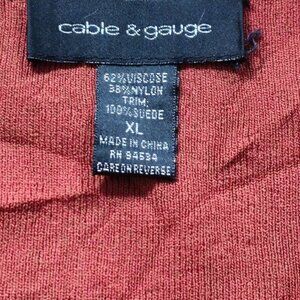 cable & gauge
62%VISCOSE
38%NYLON
TRIM:
100%SUEDE
XL
MADE IN CHINA
RN 94634
CARE ON REVERSE